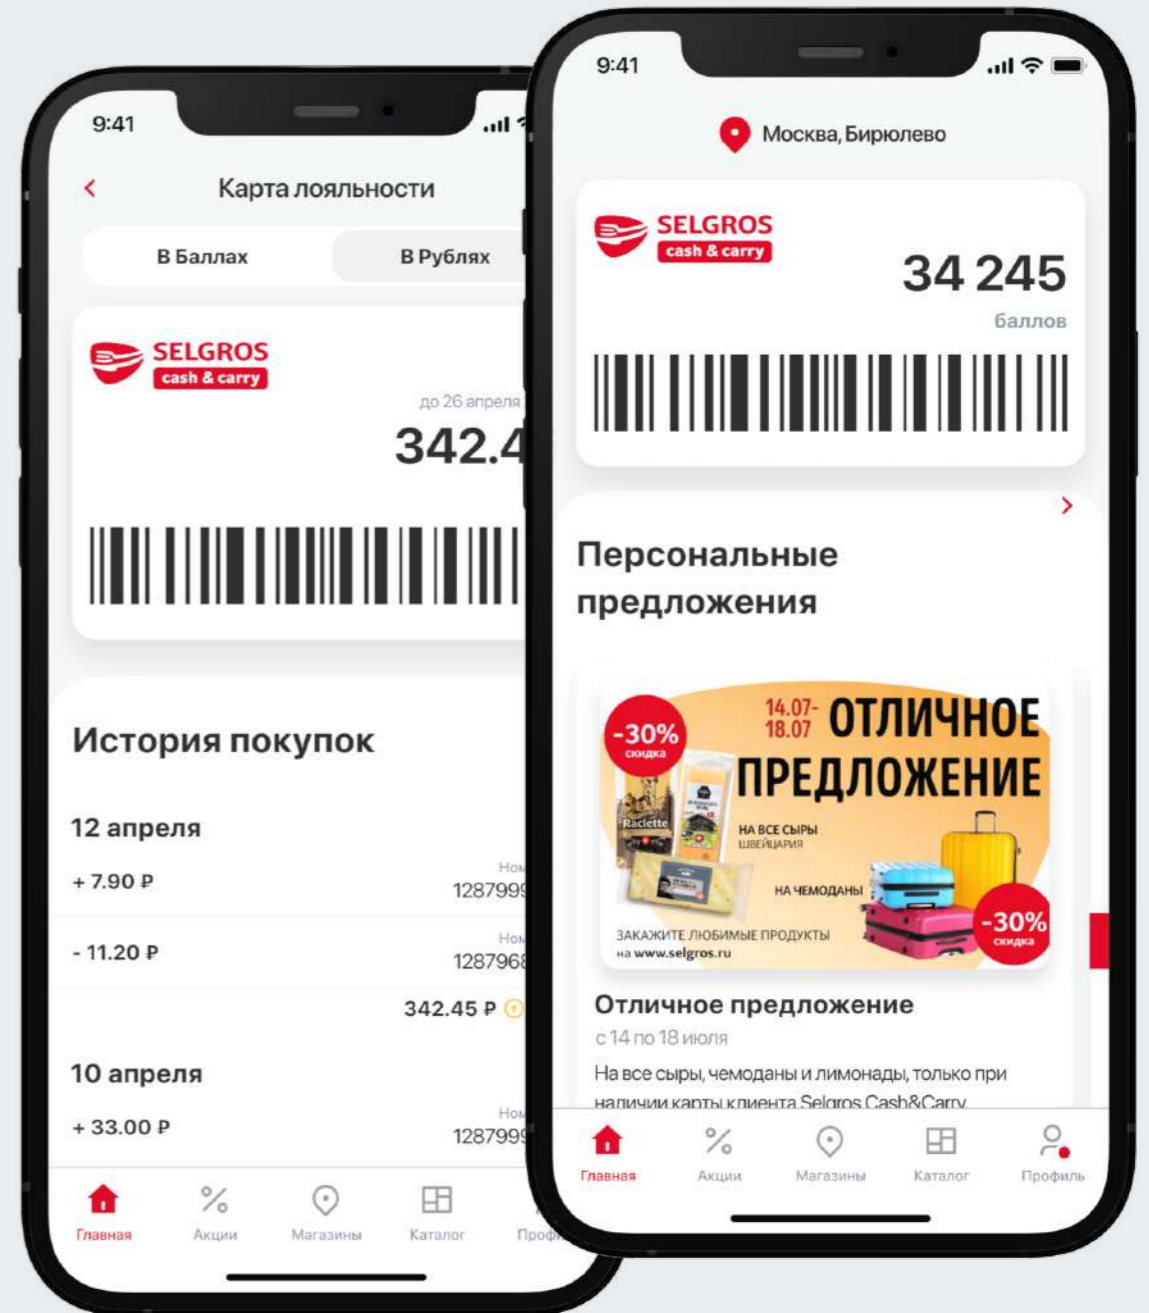 9:41
Карта лояльности
В Баллах
В Рублях
SELGROS
cash & carry
до 26 апреля
342.4
История покупок
12 апреля
+ 7.90 ₽
1287999
- 11.20 ₽
1287968
342.45 ₽
10 апреля
+ 33.00 ₽
1287999
Главная
Акции
Магазины
Каталог
9:41
Москва, Бирюлево
SELGROS
cash & carry
34 245
баллов
Персональные
предложения
-30%
скидка
14.07-
18.07
ОТЛИЧНОЕ
ПРЕДЛОЖЕНИЕ
Raclette
НА ВСЕ СЫРЫ
ШВЕЙЦАРИЯ
НА ЧЕМОДАНЫ
-30%
скидка
ЗАКАЖИТЕ ЛЮБИМЫЕ ПРОДУКТЫ
на www.selgros.ru
Отличное предложение
с 14 по 18 июля
На все сыры, чемоданы и лимонады, только при
наличии карты клиента Selgros Cash&Carry
Главная
Акции
Магазины
Каталог
Профиль